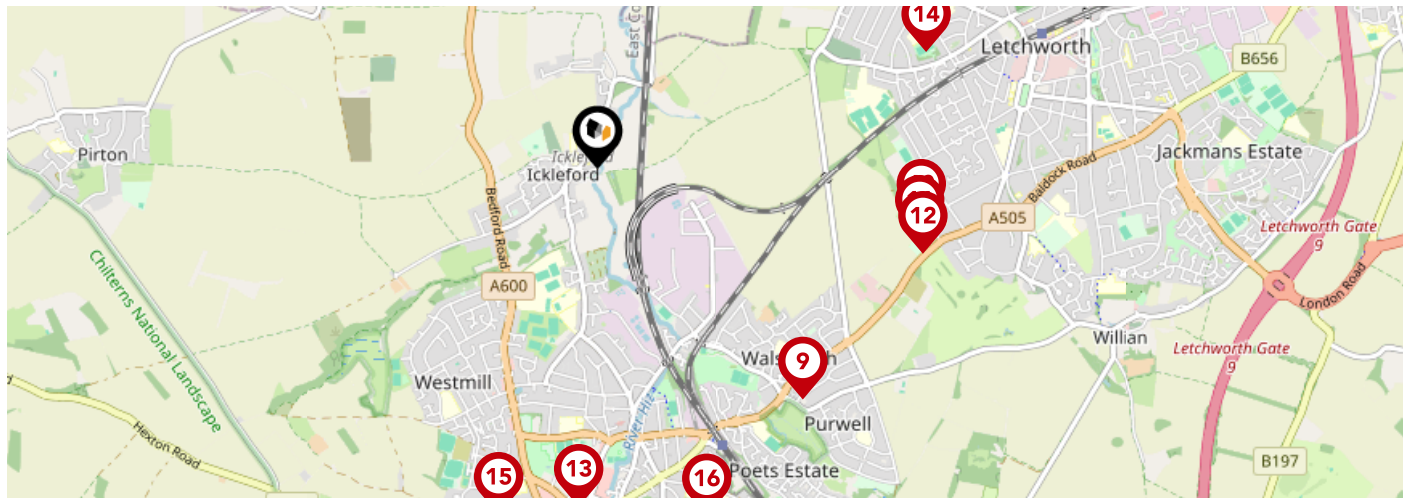 14
Letchworth
East Co
B656
Pirton
Ickleford
Ickleford
Jackmans Estate
Baldock Road
Bedford Road
12
A505
Letchworth Gate
9
Chilterns National Landscape
A600
London Road
Willian
Letchworth Gate
9
9
Westmill
Purwell
River Hiz
Hexton Road
B197
15
13
16
Poets Estate